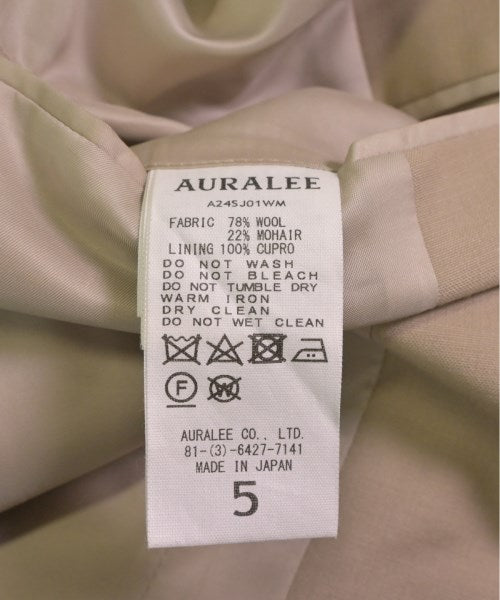 AURALEE
A24SJ01WM
FABRIC 78% WOOL
22% MOHAIR
LINING 100% CUPRO
DO NOT WASH
DO NOT BLEACH
DO NOT TUMBLE DRY
WARM IRON
DRY CLEAN
DO NOT WET CLEAN
F W
AURALEE CO., LTD.
81-(3)-6427-7141
MADE IN JAPAN
5